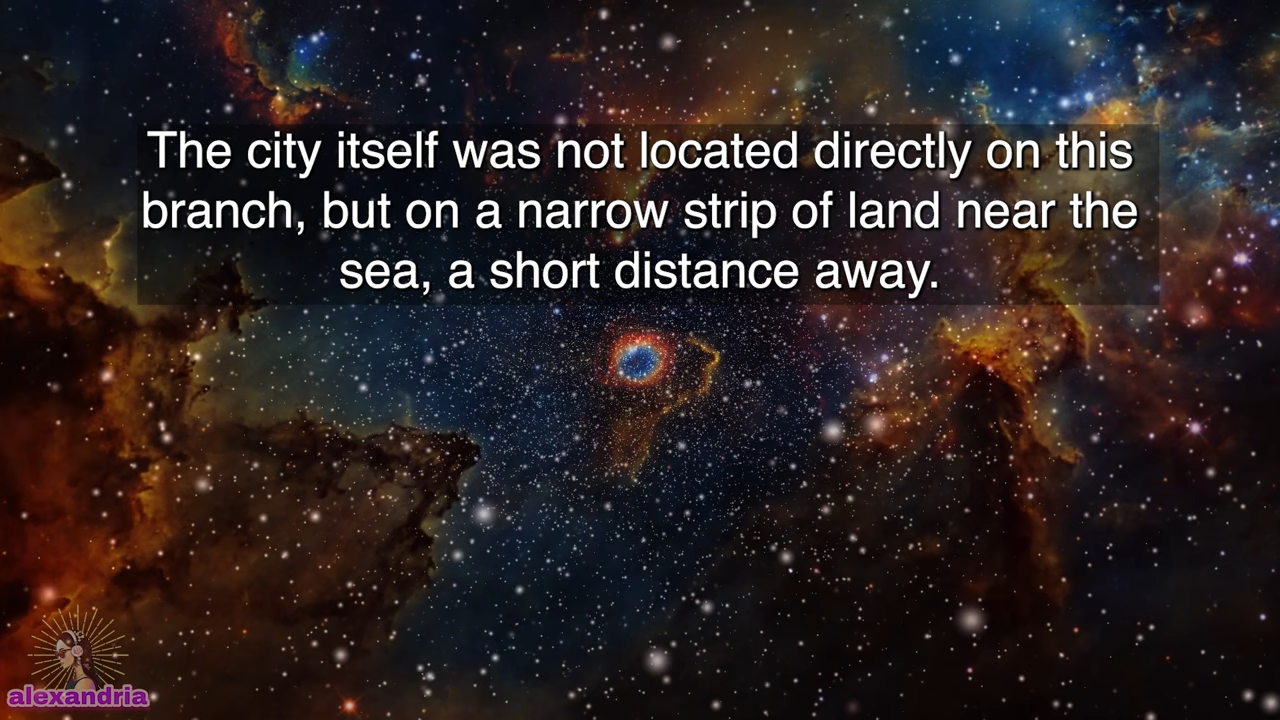 The city itself was not located directly on this
branch, but on a narrow strip of land near the
sea, a short distance away.
alexandria